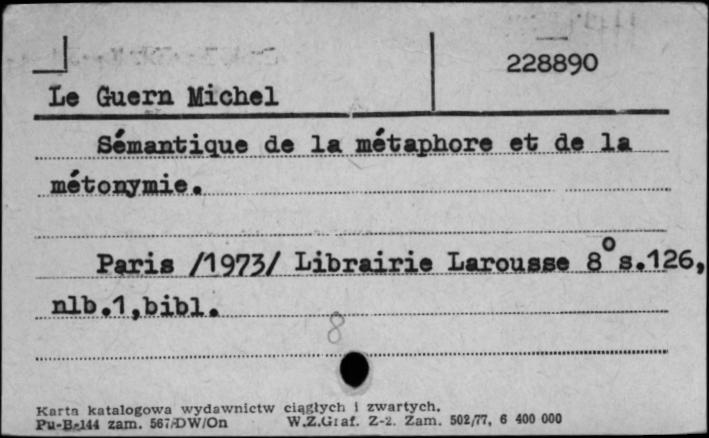 228890
Le Guern Michel
Sémantique de la métaphore et de la
métonymie.
Paris /1973/ Librairie Larousse 8° s.126,
nlb.1,bibl.
8
Karta katalogowa wydawnictw ciągłych i zwartych.
Pu-B-144 zam. 567/DW/On W.Z.Graf. Z-2. Zam. 502/77, 6 400 000